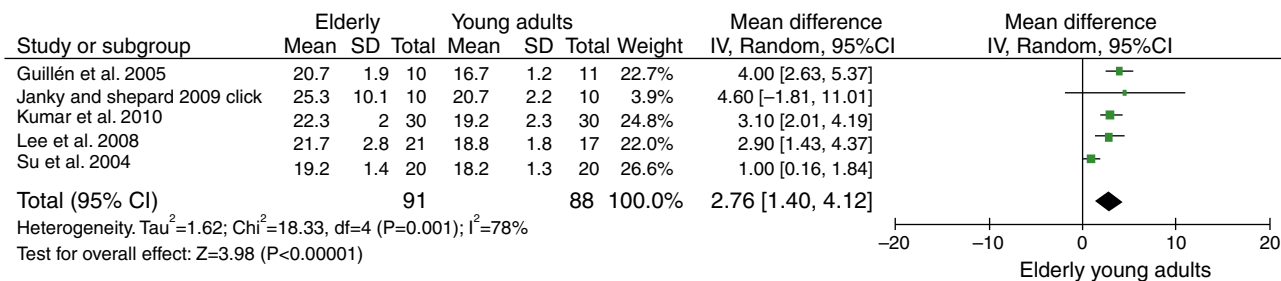 Elderly Young adults Mean difference Mean difference
Study or subgroup Mean SD Total Mean SD Total Weight IV, Random, 95%CI IV, Random, 95%CI
Guillén et al. 2005 20.7 1.9 10 16.7 1.2 11 22.7% 4.00 [2.63, 5.37]
Janky and shepard 2009 click 25.3 10.1 10 20.7 2.2 10 3.9% 4.60 [–1.81, 11.01]
Kumar et al. 2010 22.3 2 30 19.2 2.3 30 24.8% 3.10 [2.01, 4.19]
Lee et al. 2008 21.7 2.8 21 18.8 1.8 17 22.0% 2.90 [1.43, 4.37]
Su et al. 2004 19.2 1.4 20 18.2 1.3 20 26.6% 1.00 [0.16, 1.84]
Total (95% CI) 91 88 100.0% 2.76 [1.40, 4.12]
Heterogeneity. Tau²=1.62; Chi²=18.33, df=4 (P=0.001); I²=78%
Test for overall effect: Z=3.98 (P<0.00001)
–20 –10 0 10 20
Elderly young adults